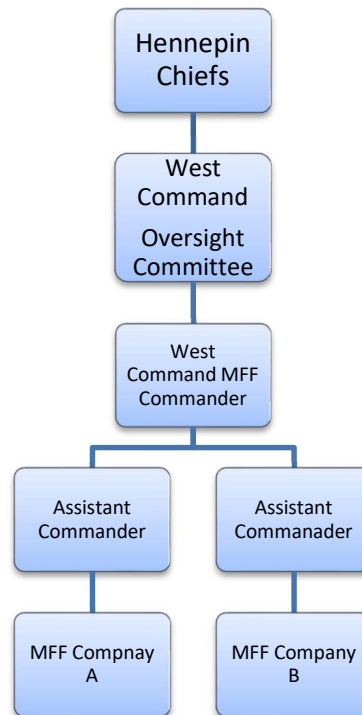 Hennepin
Chiefs
West
Command
Oversight
Committee
West
Command MFF
Commander
Assistant
Commander
Assistant
Commanader
MFF Compnay
A
MFF Company
B